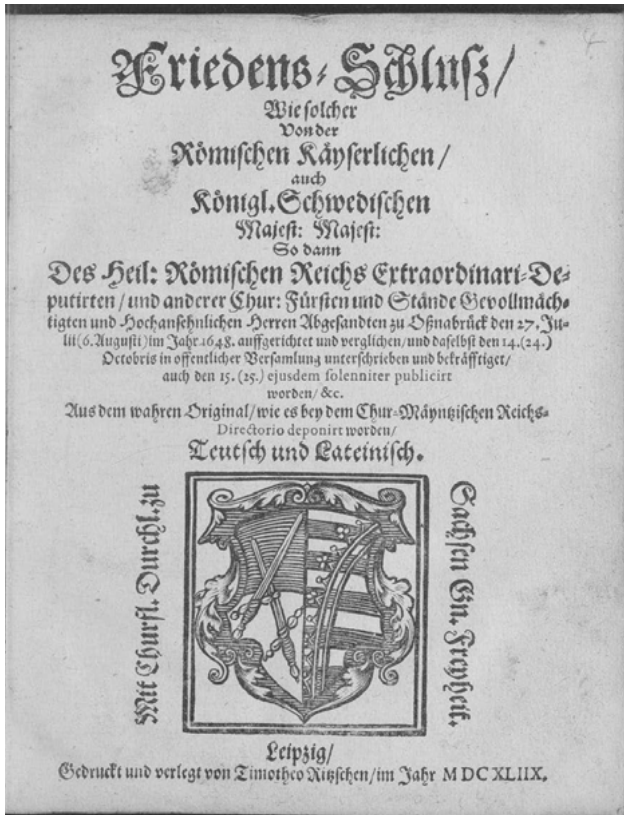 4
Friedens-Schluß/
Wie solcher
Von der
Römischen Käyserlichen/
auch
Königl. Schwedischen
Majest: Majest:
So dann
Des Heil: Römischen Reichs Extraordinari-De-
putirten/und anderer Chur: Fürsten und Stände Gevollmäch-
tigten und Hochansehnlichen Herren Abgesandten zu Oßnabrück den 27. Ju-
lii(6. Augusti)im Jahr 1648. auffgerichtet und verglichen/und daselbst den 14.(24.)
Octobris in offentlicher Versamlung unterschrieben und bekräfftiget/
auch den 15. (25.) ejusdem solenniter publicirt
worden/ &c.
Aus dem wahren Original/wie es bey dem Chur-Mäyntzischen Reichs-
Directorio deponirt worden/
Teutsch und Lateinisch.
Mit Churfl. Durchl. zu
Sachsen Gn. Freyheit.
Leipzig/
Gedruckt und verlegt von Timotheo Ritzschen/im Jahr M DC XLIIX.